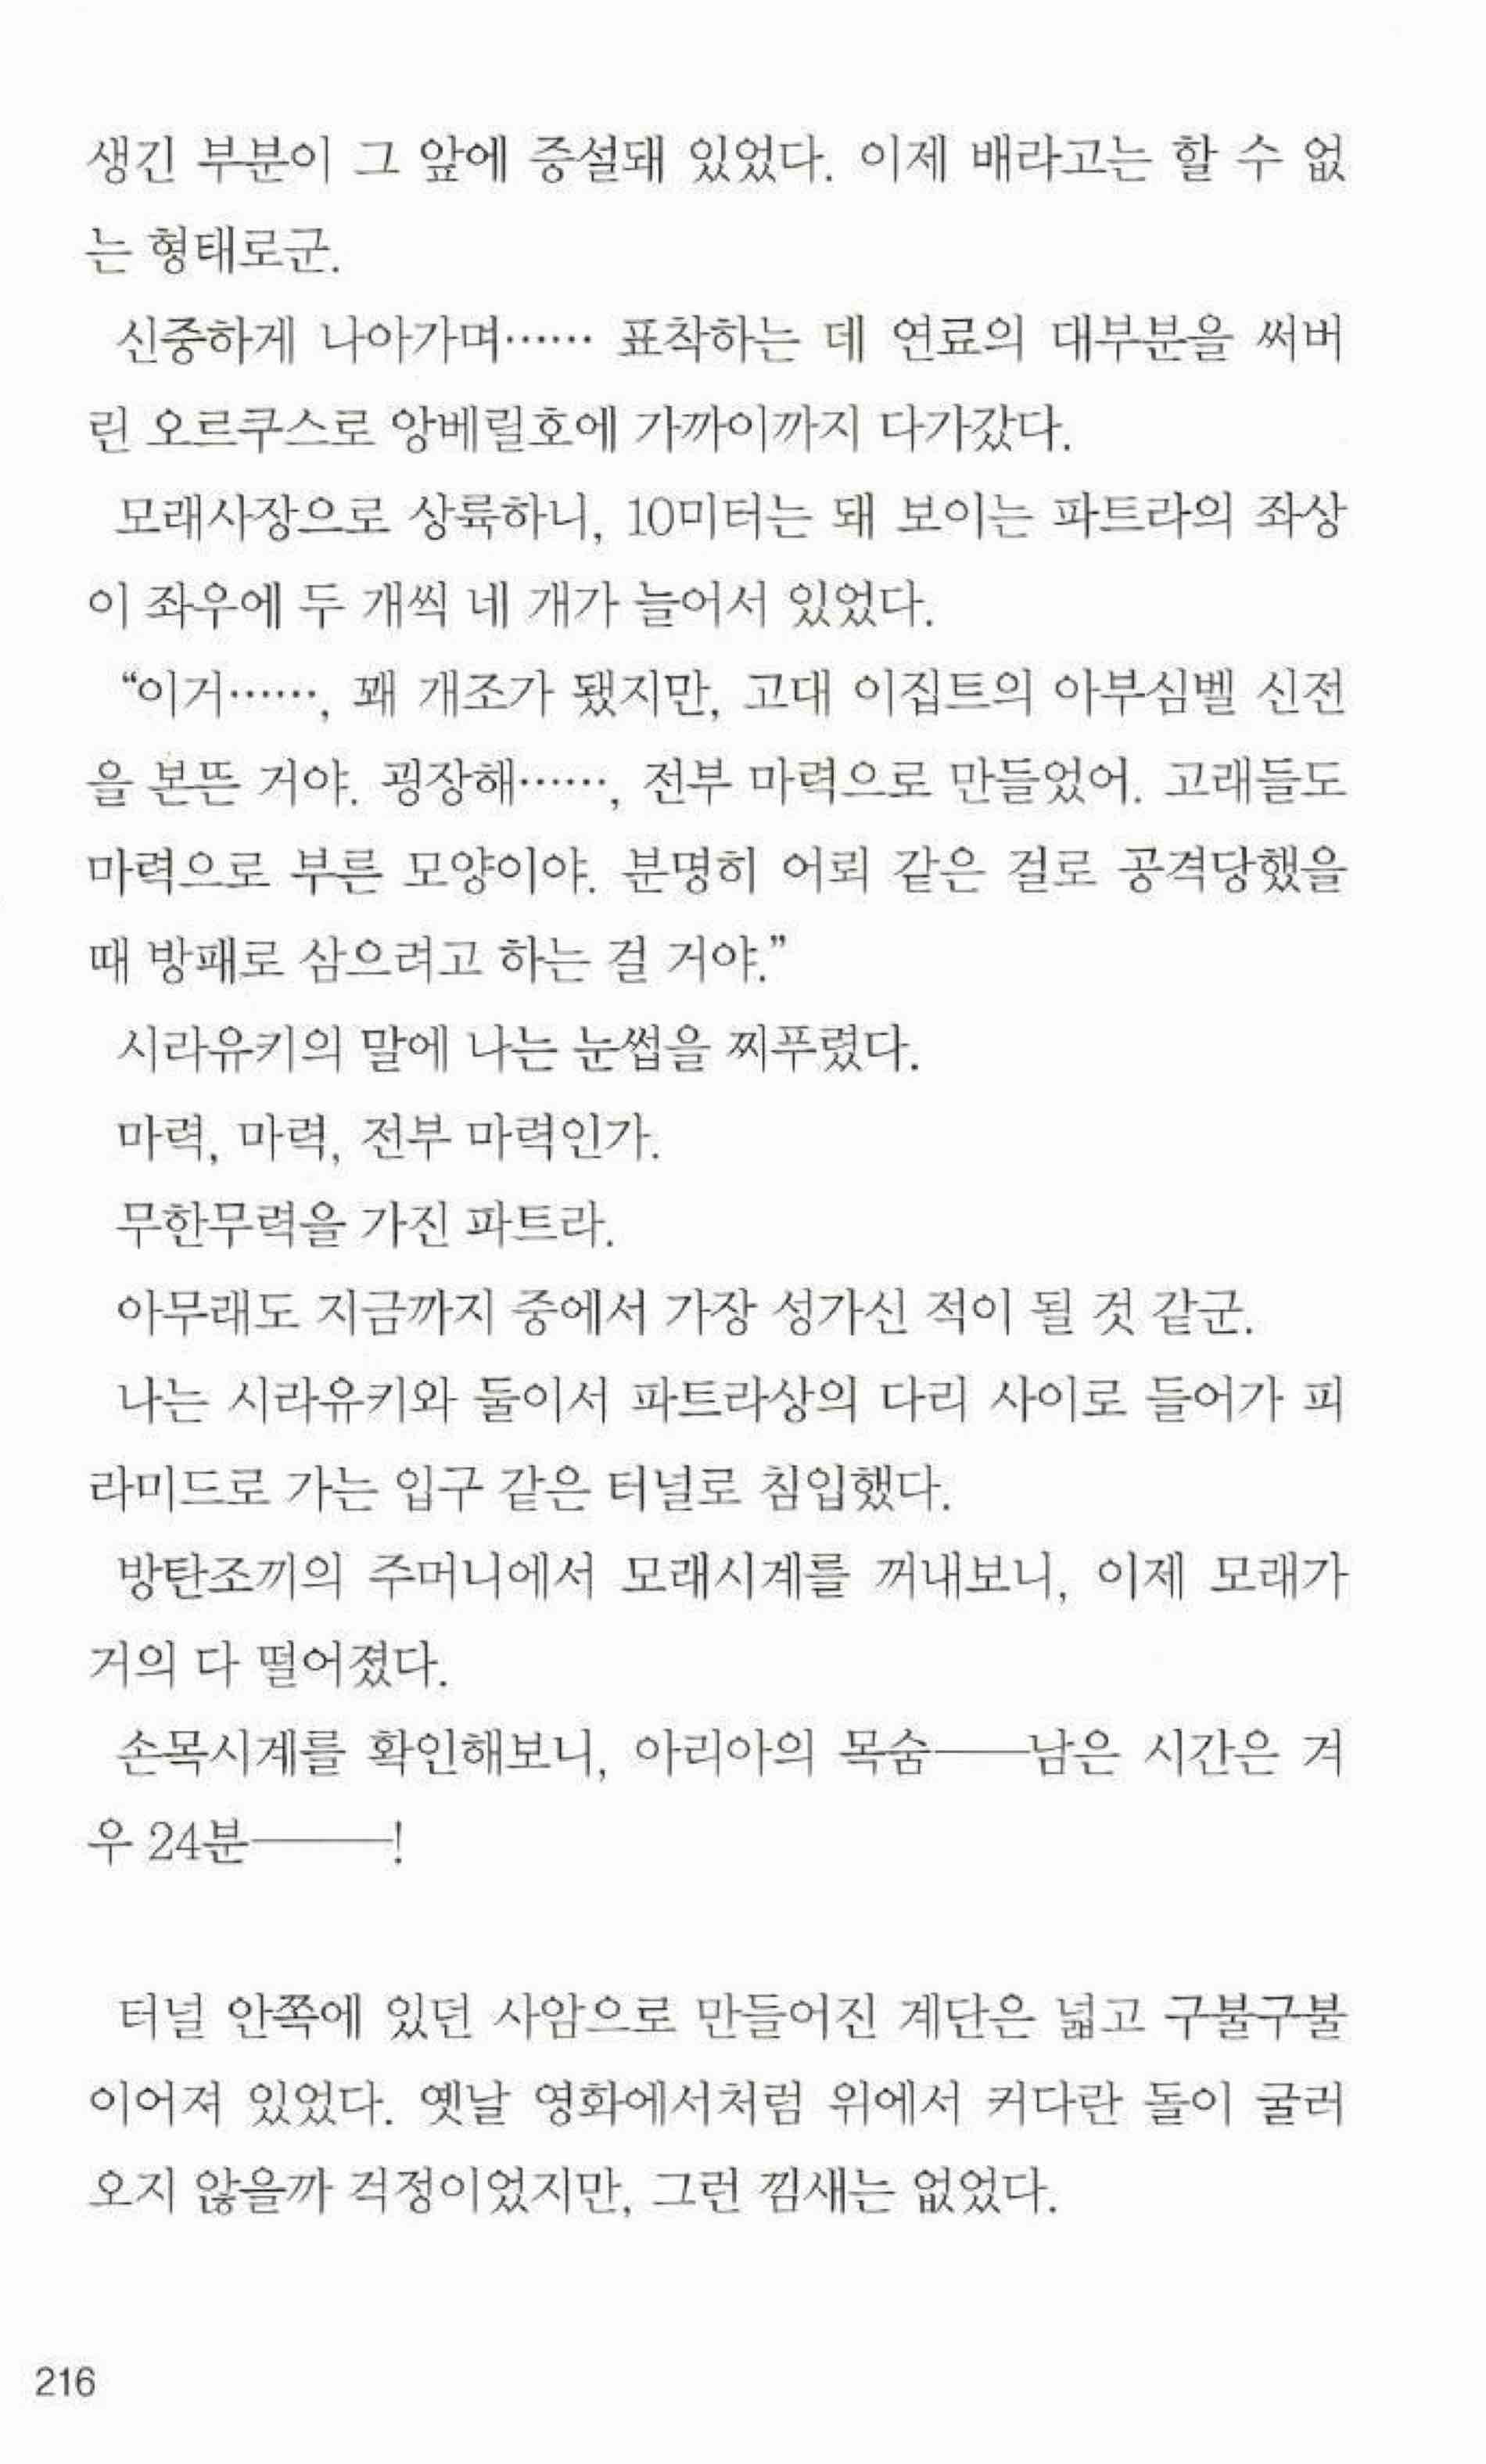 생긴 부분이 그 앞에 증설돼 있었다. 이제 배라고는 할 수 없
는 형태로군.
신중하게 나아가며…… 표착하는 데 연료의 대부분을 써버
린 오르쿠스로 앙베릴호에 가까이까지 다가갔다.
모래사장으로 상륙하니, 10미터는 돼 보이는 파트라의 좌상
이 좌우에 두 개씩 네 개가 늘어서 있었다.
“이거……, 꽤 개조가 됐지만, 고대 이집트의 아부심벨 신전
을 본뜬 거야. 굉장해……, 전부 마력으로 만들었어. 고래들도
마력으로 부른 모양이야. 분명히 어뢰 같은 걸로 공격당했을
때 방패로 삼으려고 하는 걸 거야.”
시라유키의 말에 나는 눈썹을 찌푸렸다.
마력, 마력, 전부 마력인가.
무한무력을 가진 파트라.
아무래도 지금까지 중에서 가장 성가신 적이 될 것 같군.
나는 시라유키와 둘이서 파트라상의 다리 사이로 들어가 피
라미드로 가는 입구 같은 터널로 침입했다.
방탄조끼의 주머니에서 모래시계를 꺼내보니, 이제 모래가
거의 다 떨어졌다.
손목시계를 확인해보니, 아리아의 목숨――남은 시간은 겨
우 24분―――!
터널 안쪽에 있던 사암으로 만들어진 계단은 넓고 구불구불
이어져 있었다. 옛날 영화에서처럼 위에서 커다란 돌이 굴러
오지 않을까 걱정이었지만, 그런 낌새는 없었다.
216